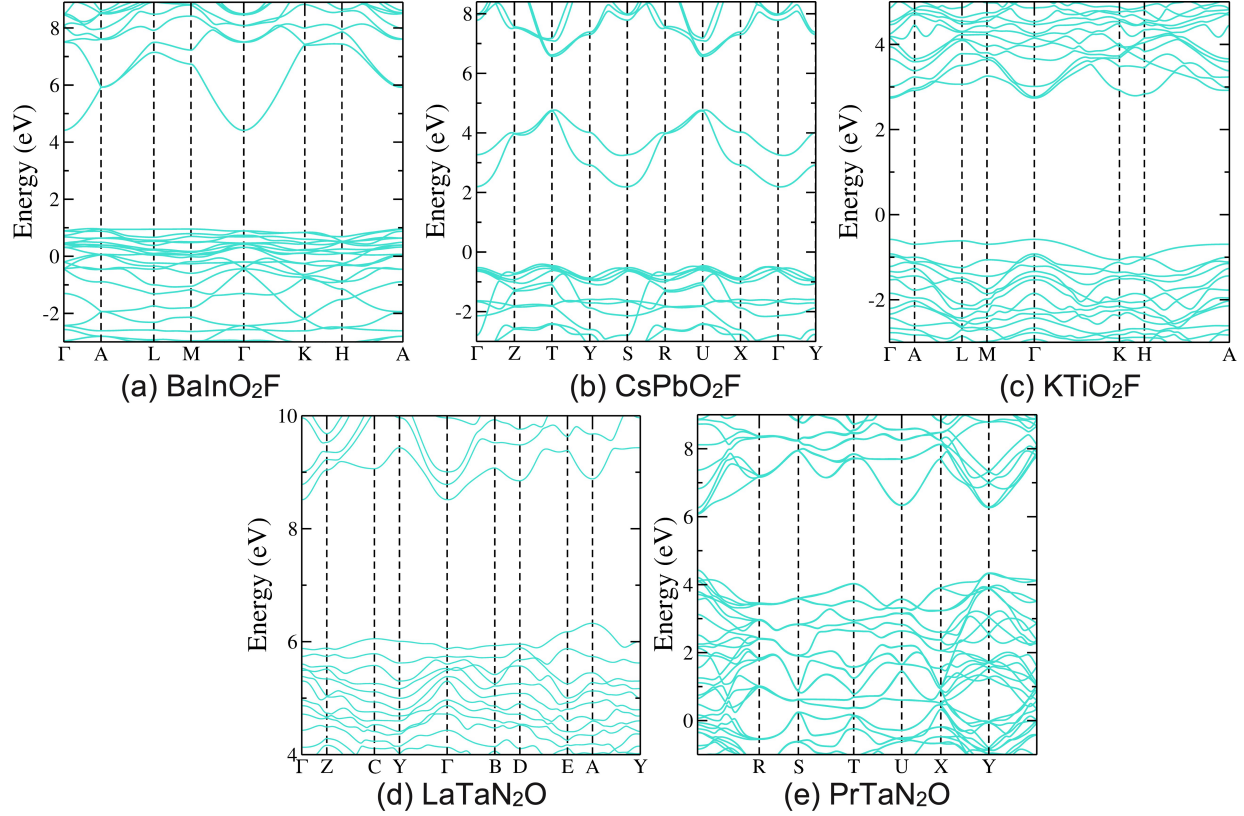 8
6
4
2
0
-2
Energy (eV)
Γ A L M Γ K H A
(a) BaInO₂F
8
6
4
2
0
-2
Energy (eV)
Γ Z T Y S R U X Γ Y
(b) CsPbO₂F
4
2
0
-2
Energy (eV)
Γ A L M Γ K H A
(c) KTiO₂F
10
8
6
4
Energy (eV)
Γ Z C Y Γ B D E A Y
(d) LaTaN₂O
8
6
4
2
0
Energy (eV)
R S T U X Y
(e) PrTaN₂O